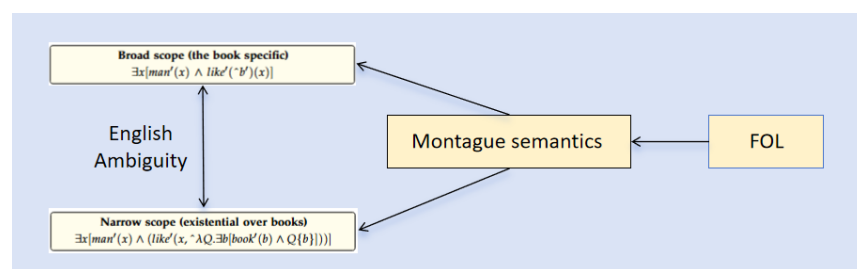 Broad scope (the book specific)
∃x[man′(x) ∧ like′(ˆb′)(x)]
English
Ambiguity
Montague semantics
FOL
Narrow scope (existential over books)
∃x[man′(x) ∧ (like′(x, ˆλQ.∃b[book′(b) ∧ Q{b}]))]